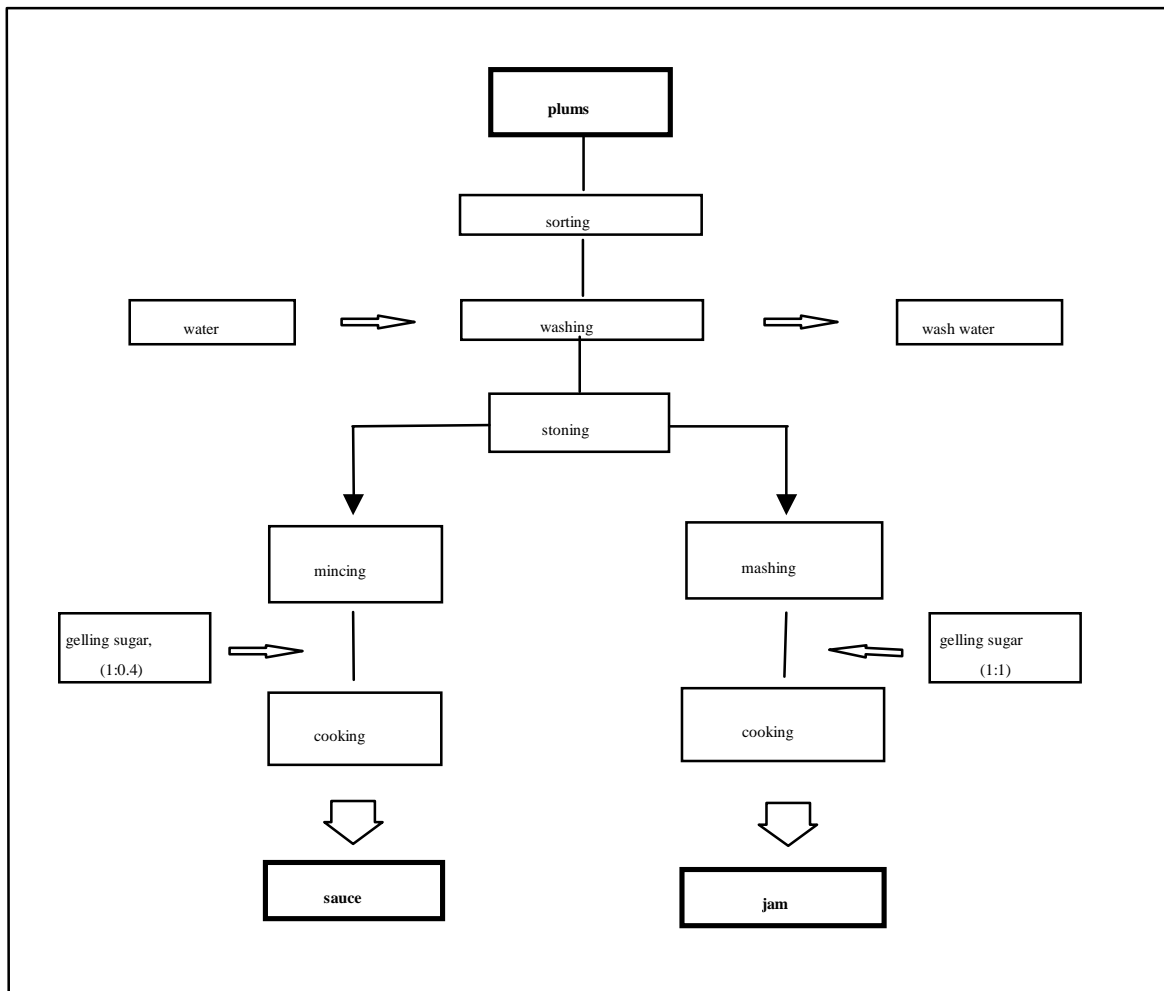 plums
sorting
water
washing
wash water
stoning
mincing
mashing
gelling sugar,
(1:0.4)
gelling sugar
(1:1)
cooking
cooking
sauce
jam